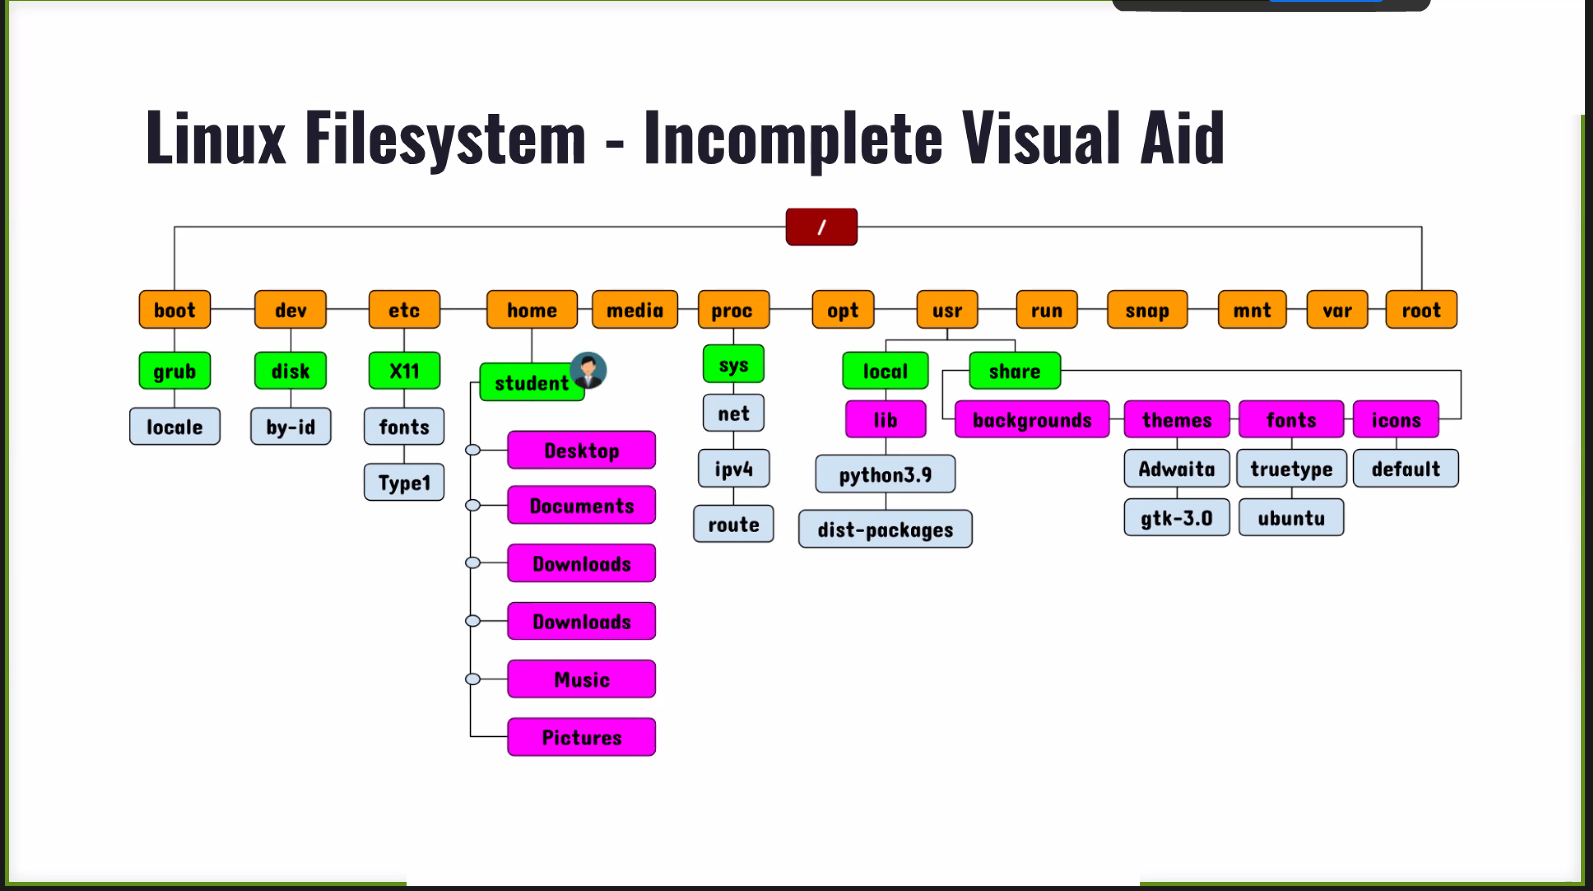 Linux Filesystem - Incomplete Visual Aid
/
boot dev etc home media proc opt usr run snap mnt var root
grub disk X11 student sys local share
locale by-id fonts net lib backgrounds themes fonts icons
Type1 Desktop ipv4 python3.9 Adwaita truetype default
Documents route dist-packages gtk-3.0 ubuntu
Downloads
Downloads
Music
Pictures